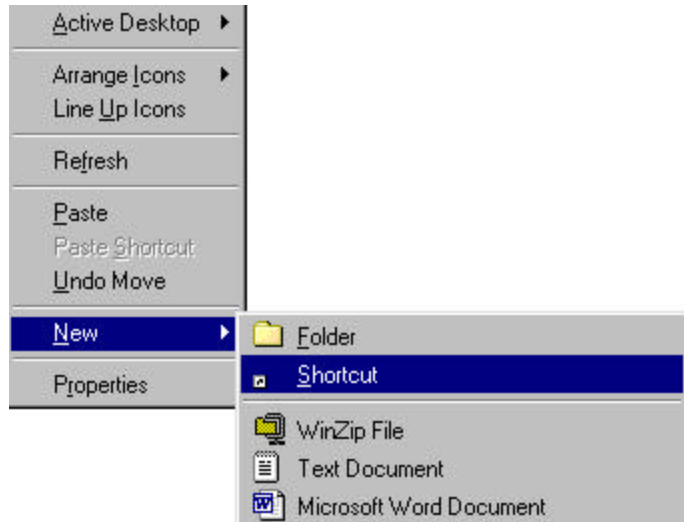 Active Desktop
Arrange Icons
Line Up Icons
Refresh
Paste
Paste Shortcut
Undo Move
New
Properties
Folder
Shortcut
WinZip File
Text Document
Microsoft Word Document